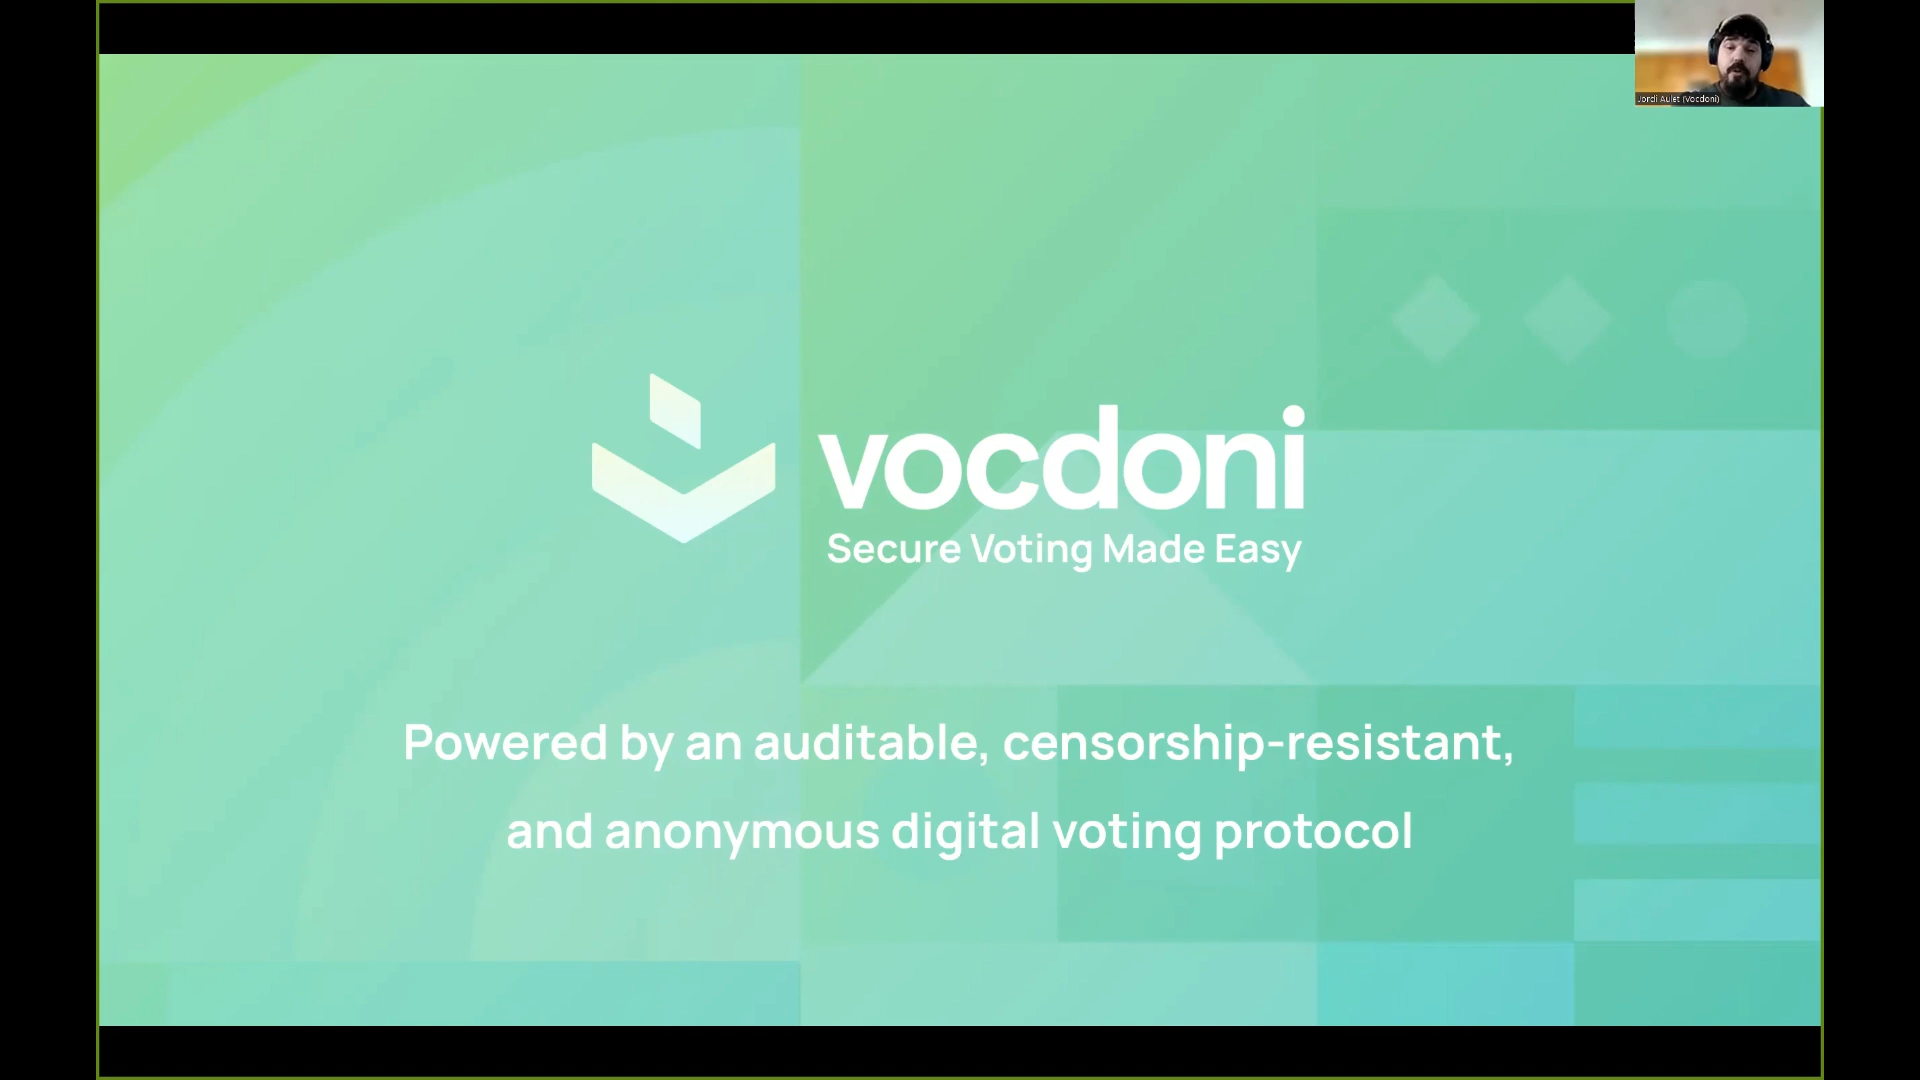 Jordi Aulet (Vocdoni)
vocdoni
Secure Voting Made Easy
Powered by an auditable, censorship-resistant,
and anonymous digital voting protocol